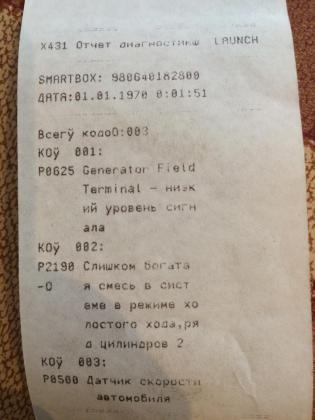 X431 Отчет диагностикш LAUNCH
SMARTBOX: 980640182800
ДАТА:01.01.1970 0:01:51
Всегў кодоО:003
КОў 001:
P0625 Generator Field
Terminal - низк
ий уровень сигн
ала
КОў 002:
P2190 Слишком богата
-0 я смесь в сист
еме в режиме хо
лостого хода,ря
д цилиндров 2
КОў 003:
P0500 Датчик скорости
автомобиля